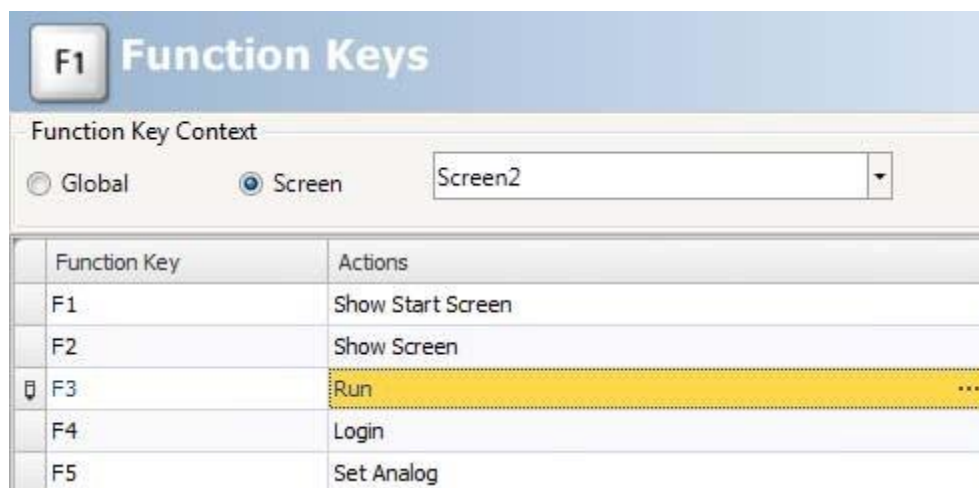 F1 Function Keys
Function Key Context
Global Screen Screen2
Function Key Actions
F1 Show Start Screen
F2 Show Screen
F3 Run ...
F4 Login
F5 Set Analog